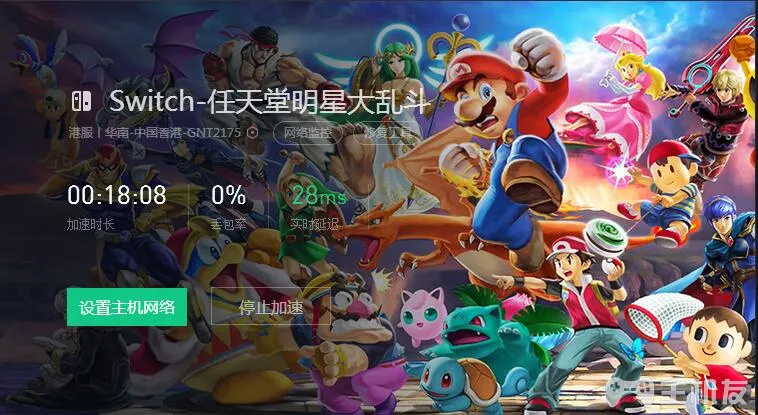 Switch-任天堂明星大乱斗
港服丨华南-中国香港-GNT2175
网络监控
修复工具
00:18:08
0%
28ms
加速时长
丢包率
实时延迟
设置主机网络
停止加速